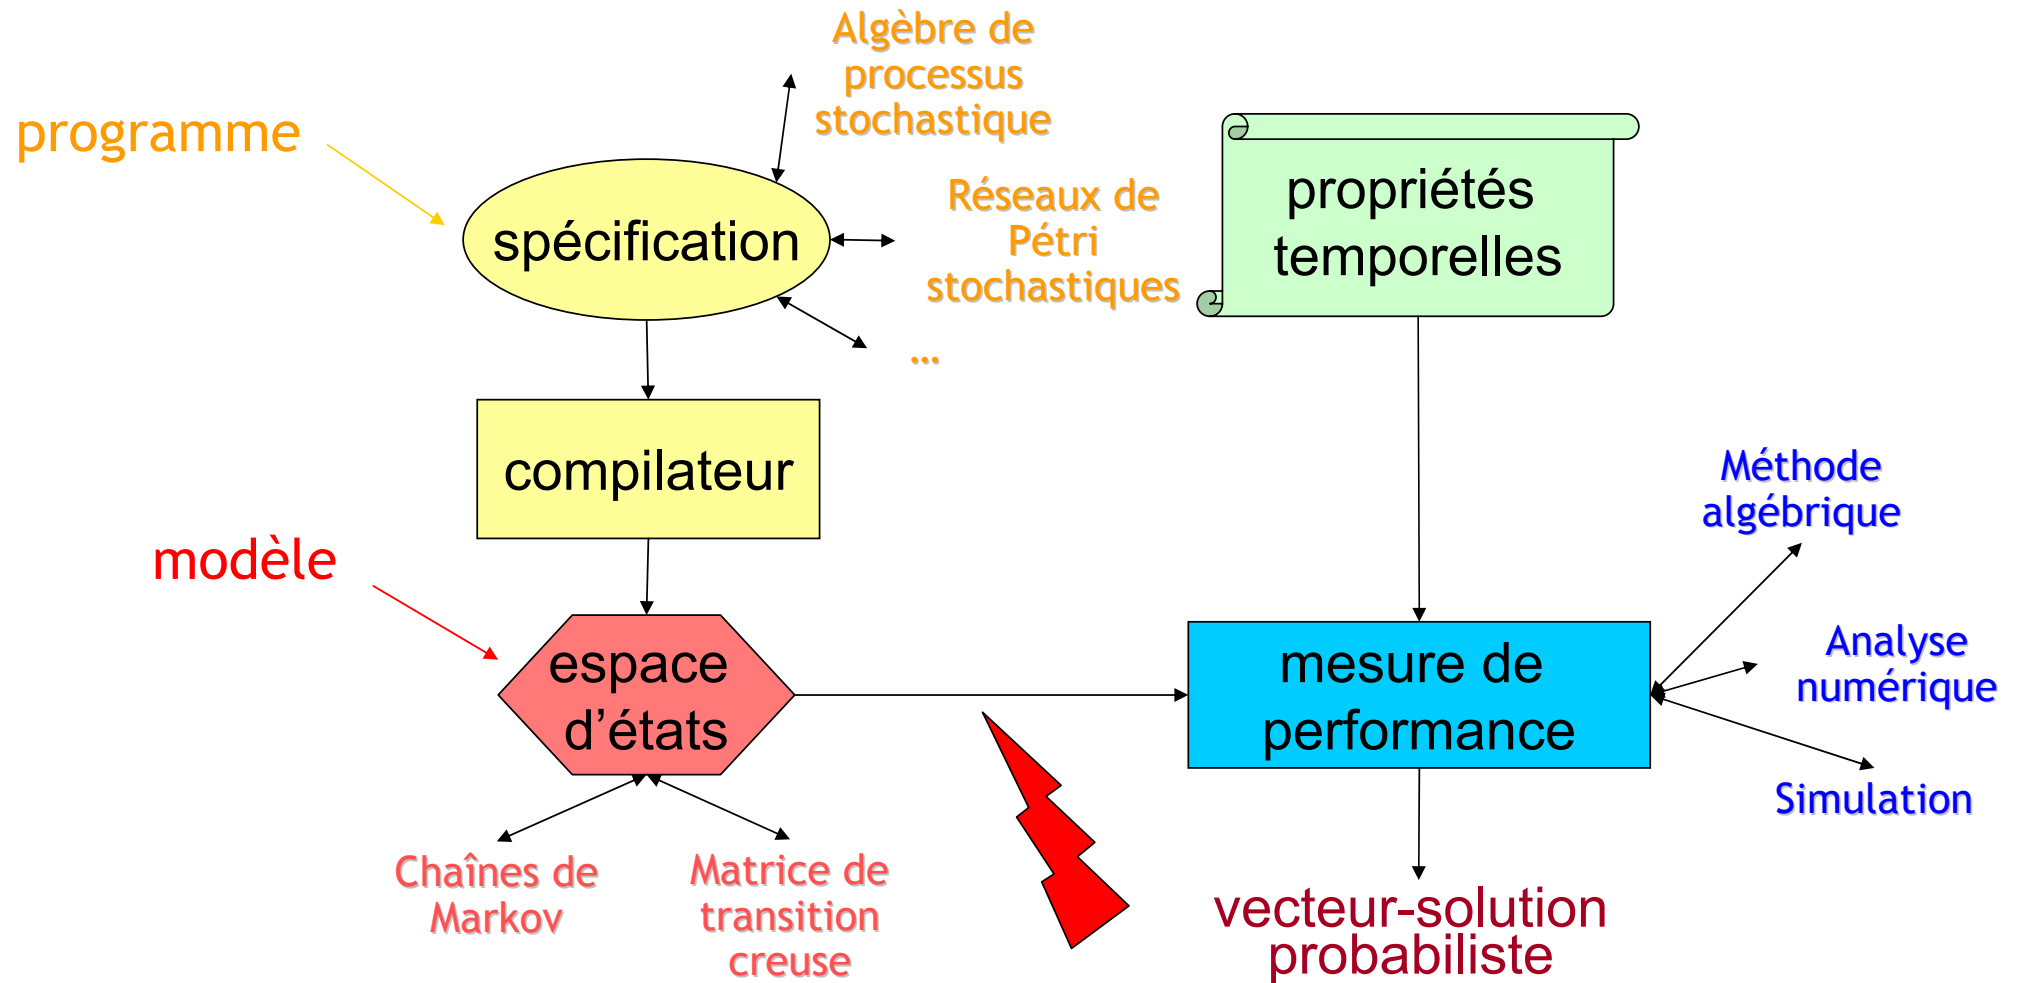 Algèbre de
processus
stochastique
programme
spécification
Réseaux de
Pétri
stochastiques
…
propriétés
temporelles
compilateur
Méthode
algébrique
modèle
espace
d’états
mesure de
performance
Analyse
numérique
Simulation
Chaînes de
Markov
Matrice de
transition
creuse
vecteur-solution
probabiliste